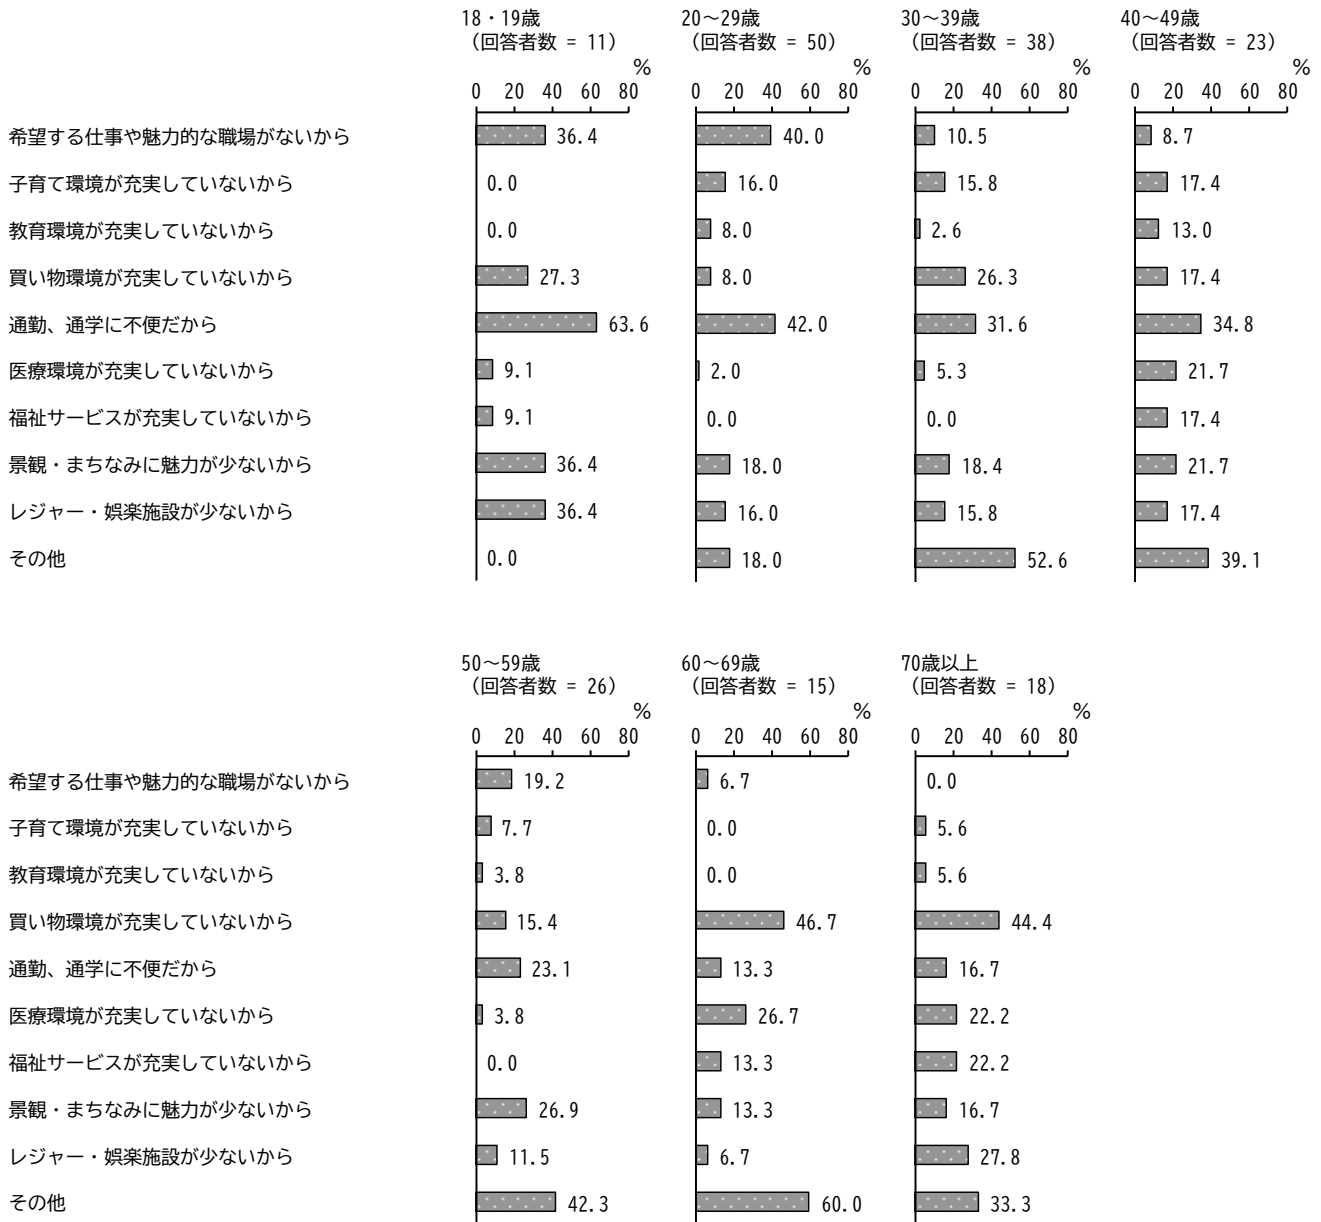 18・19歳 20～29歳 30～39歳 40～49歳
（回答者数 = 11） （回答者数 = 50） （回答者数 = 38） （回答者数 = 23）
% % % %
0 20 40 60 80 0 20 40 60 80 0 20 40 60 80 0 20 40 60 80
希望する仕事や魅力的な職場がないから 36.4 40.0 10.5 8.7
子育て環境が充実していないから 0.0 16.0 15.8 17.4
教育環境が充実していないから 0.0 8.0 2.6 13.0
買い物環境が充実していないから 27.3 8.0 26.3 17.4
通勤、通学に不便だから 63.6 42.0 31.6 34.8
医療環境が充実していないから 9.1 2.0 5.3 21.7
福祉サービスが充実していないから 9.1 0.0 0.0 17.4
景観・まちなみに魅力が少ないから 36.4 18.0 18.4 21.7
レジャー・娯楽施設が少ないから 36.4 16.0 15.8 17.4
その他 0.0 18.0 52.6 39.1
50～59歳 60～69歳 70歳以上
（回答者数 = 26） （回答者数 = 15） （回答者数 = 18）
% % %
0 20 40 60 80 0 20 40 60 80 0 20 40 60 80
希望する仕事や魅力的な職場がないから 19.2 6.7 0.0
子育て環境が充実していないから 7.7 0.0 5.6
教育環境が充実していないから 3.8 0.0 5.6
買い物環境が充実していないから 15.4 46.7 44.4
通勤、通学に不便だから 23.1 13.3 16.7
医療環境が充実していないから 3.8 26.7 22.2
福祉サービスが充実していないから 0.0 13.3 22.2
景観・まちなみに魅力が少ないから 26.9 13.3 16.7
レジャー・娯楽施設が少ないから 11.5 6.7 27.8
その他 42.3 60.0 33.3